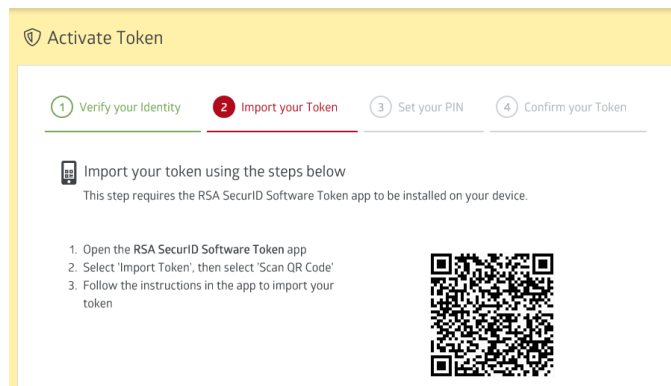 Activate Token
1 Verify your Identity
2 Import your Token
3 Set your PIN
4 Confirm your Token
Import your token using the steps below
This step requires the RSA SecurID Software Token app to be installed on your device.
1. Open the RSA SecurID Software Token app
2. Select 'Import Token', then select 'Scan QR Code'
3. Follow the instructions in the app to import your
token